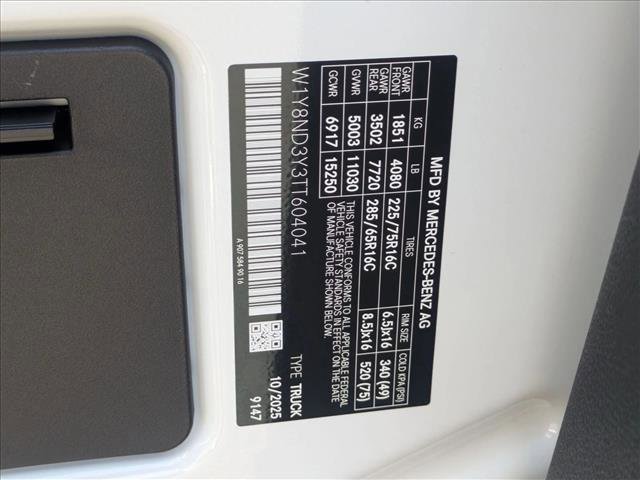 MFD BY MERCEDES-BENZ AG
KG LB TIRES RIM SIZE COLD KPA (PSI)
GAWR FRONT 1851 4080 225/75R16C 6.5Jx16 340 (49)
GAWR REAR 3502 7720 285/65R16C 8.5Jx16 520 (75)
GVWR 5003 11030
GCWR 6917 15250
THIS VEHICLE CONFORMS TO ALL APPLICABLE FEDERAL
VEHICLE SAFETY STANDARDS IN EFFECT ON THE DATE
OF MANUFACTURE SHOWN BELOW.
W1Y8ND3Y3TT604041
TYPE TRUCK
10/2025
9147
A 907 584 90 16